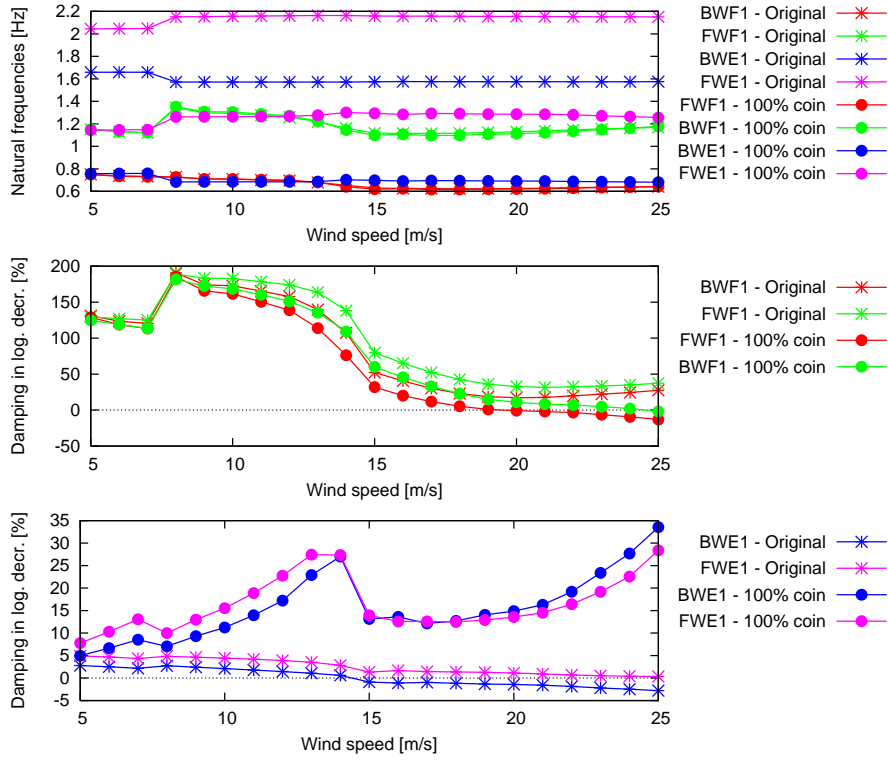 Natural frequencies [Hz]
2.2
2
1.8
1.6
1.4
1.2
1
0.8
0.6
5
10
15
20
25
Wind speed [m/s]
BWF1 - Original
FWF1 - Original
BWE1 - Original
FWE1 - Original
FWF1 - 100% coin
BWF1 - 100% coin
BWE1 - 100% coin
FWE1 - 100% coin
Damping in log. decr. [%]
200
150
100
50
0
-50
5
10
15
20
25
Wind speed [m/s]
BWF1 - Original
FWF1 - Original
FWF1 - 100% coin
BWF1 - 100% coin
Damping in log. decr. [%]
35
30
25
20
15
10
5
0
-5
5
10
15
20
25
Wind speed [m/s]
BWE1 - Original
FWE1 - Original
BWE1 - 100% coin
FWE1 - 100% coin